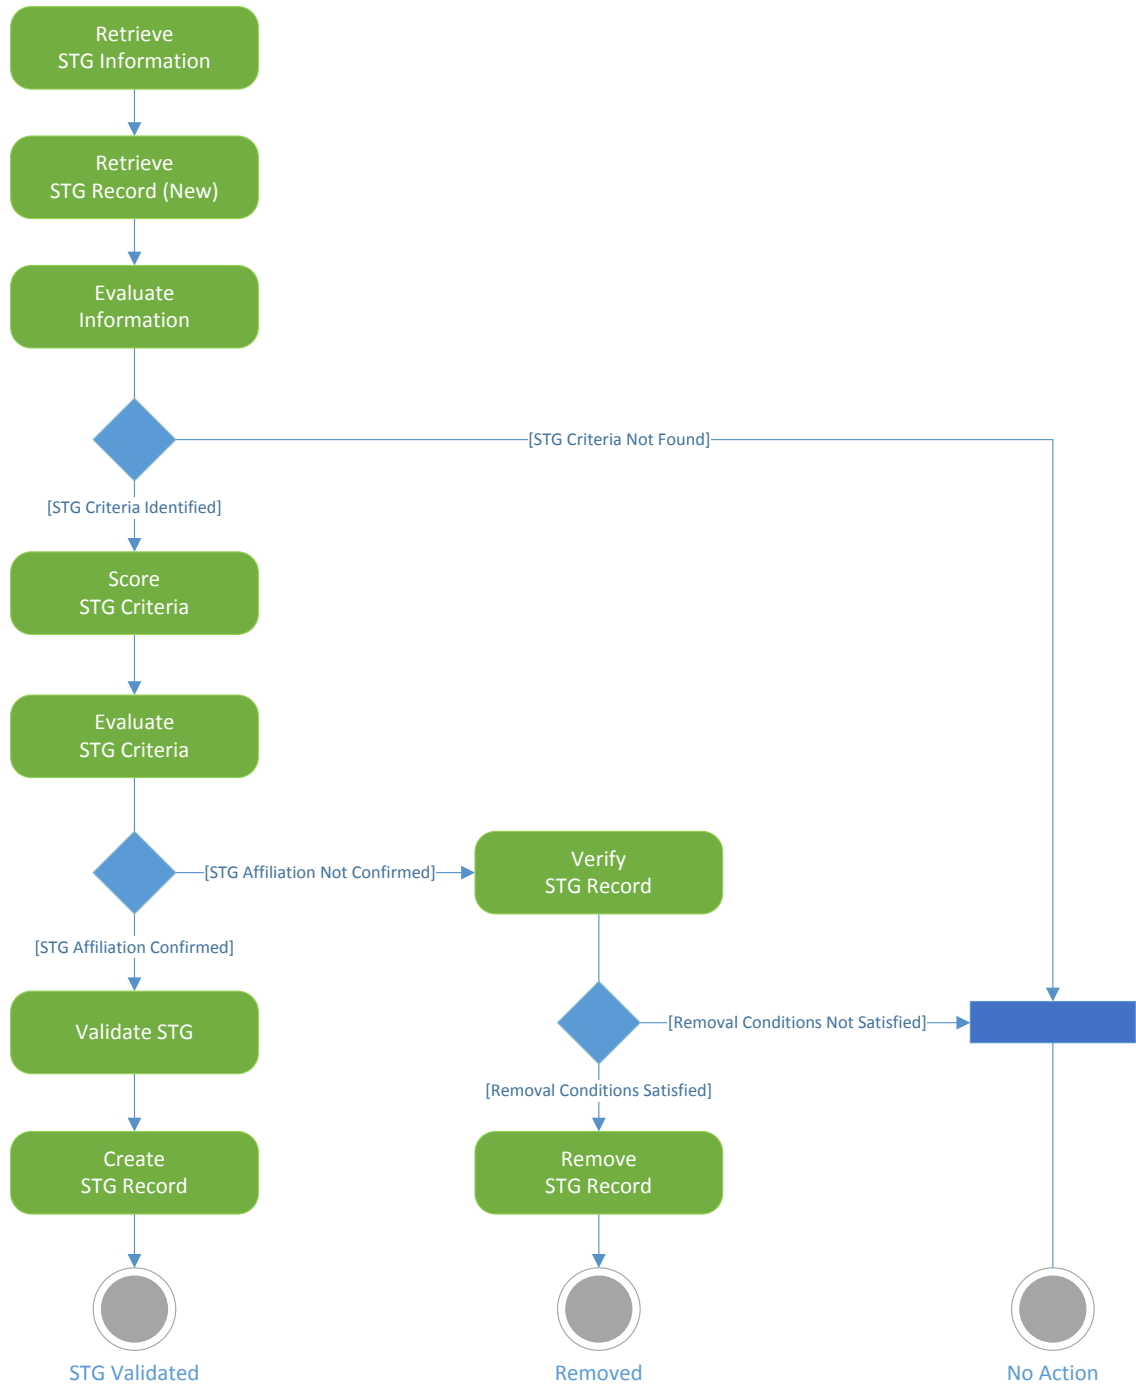 Retrieve
STG Information
Retrieve
STG Record (New)
Evaluate
Information
[STG Criteria Not Found]
[STG Criteria Identified]
Score
STG Criteria
Evaluate
STG Criteria
[STG Affiliation Not Confirmed]
Verify
STG Record
[STG Affiliation Confirmed]
Validate STG
[Removal Conditions Not Satisfied]
[Removal Conditions Satisfied]
Create
STG Record
Remove
STG Record
STG Validated
Removed
No Action